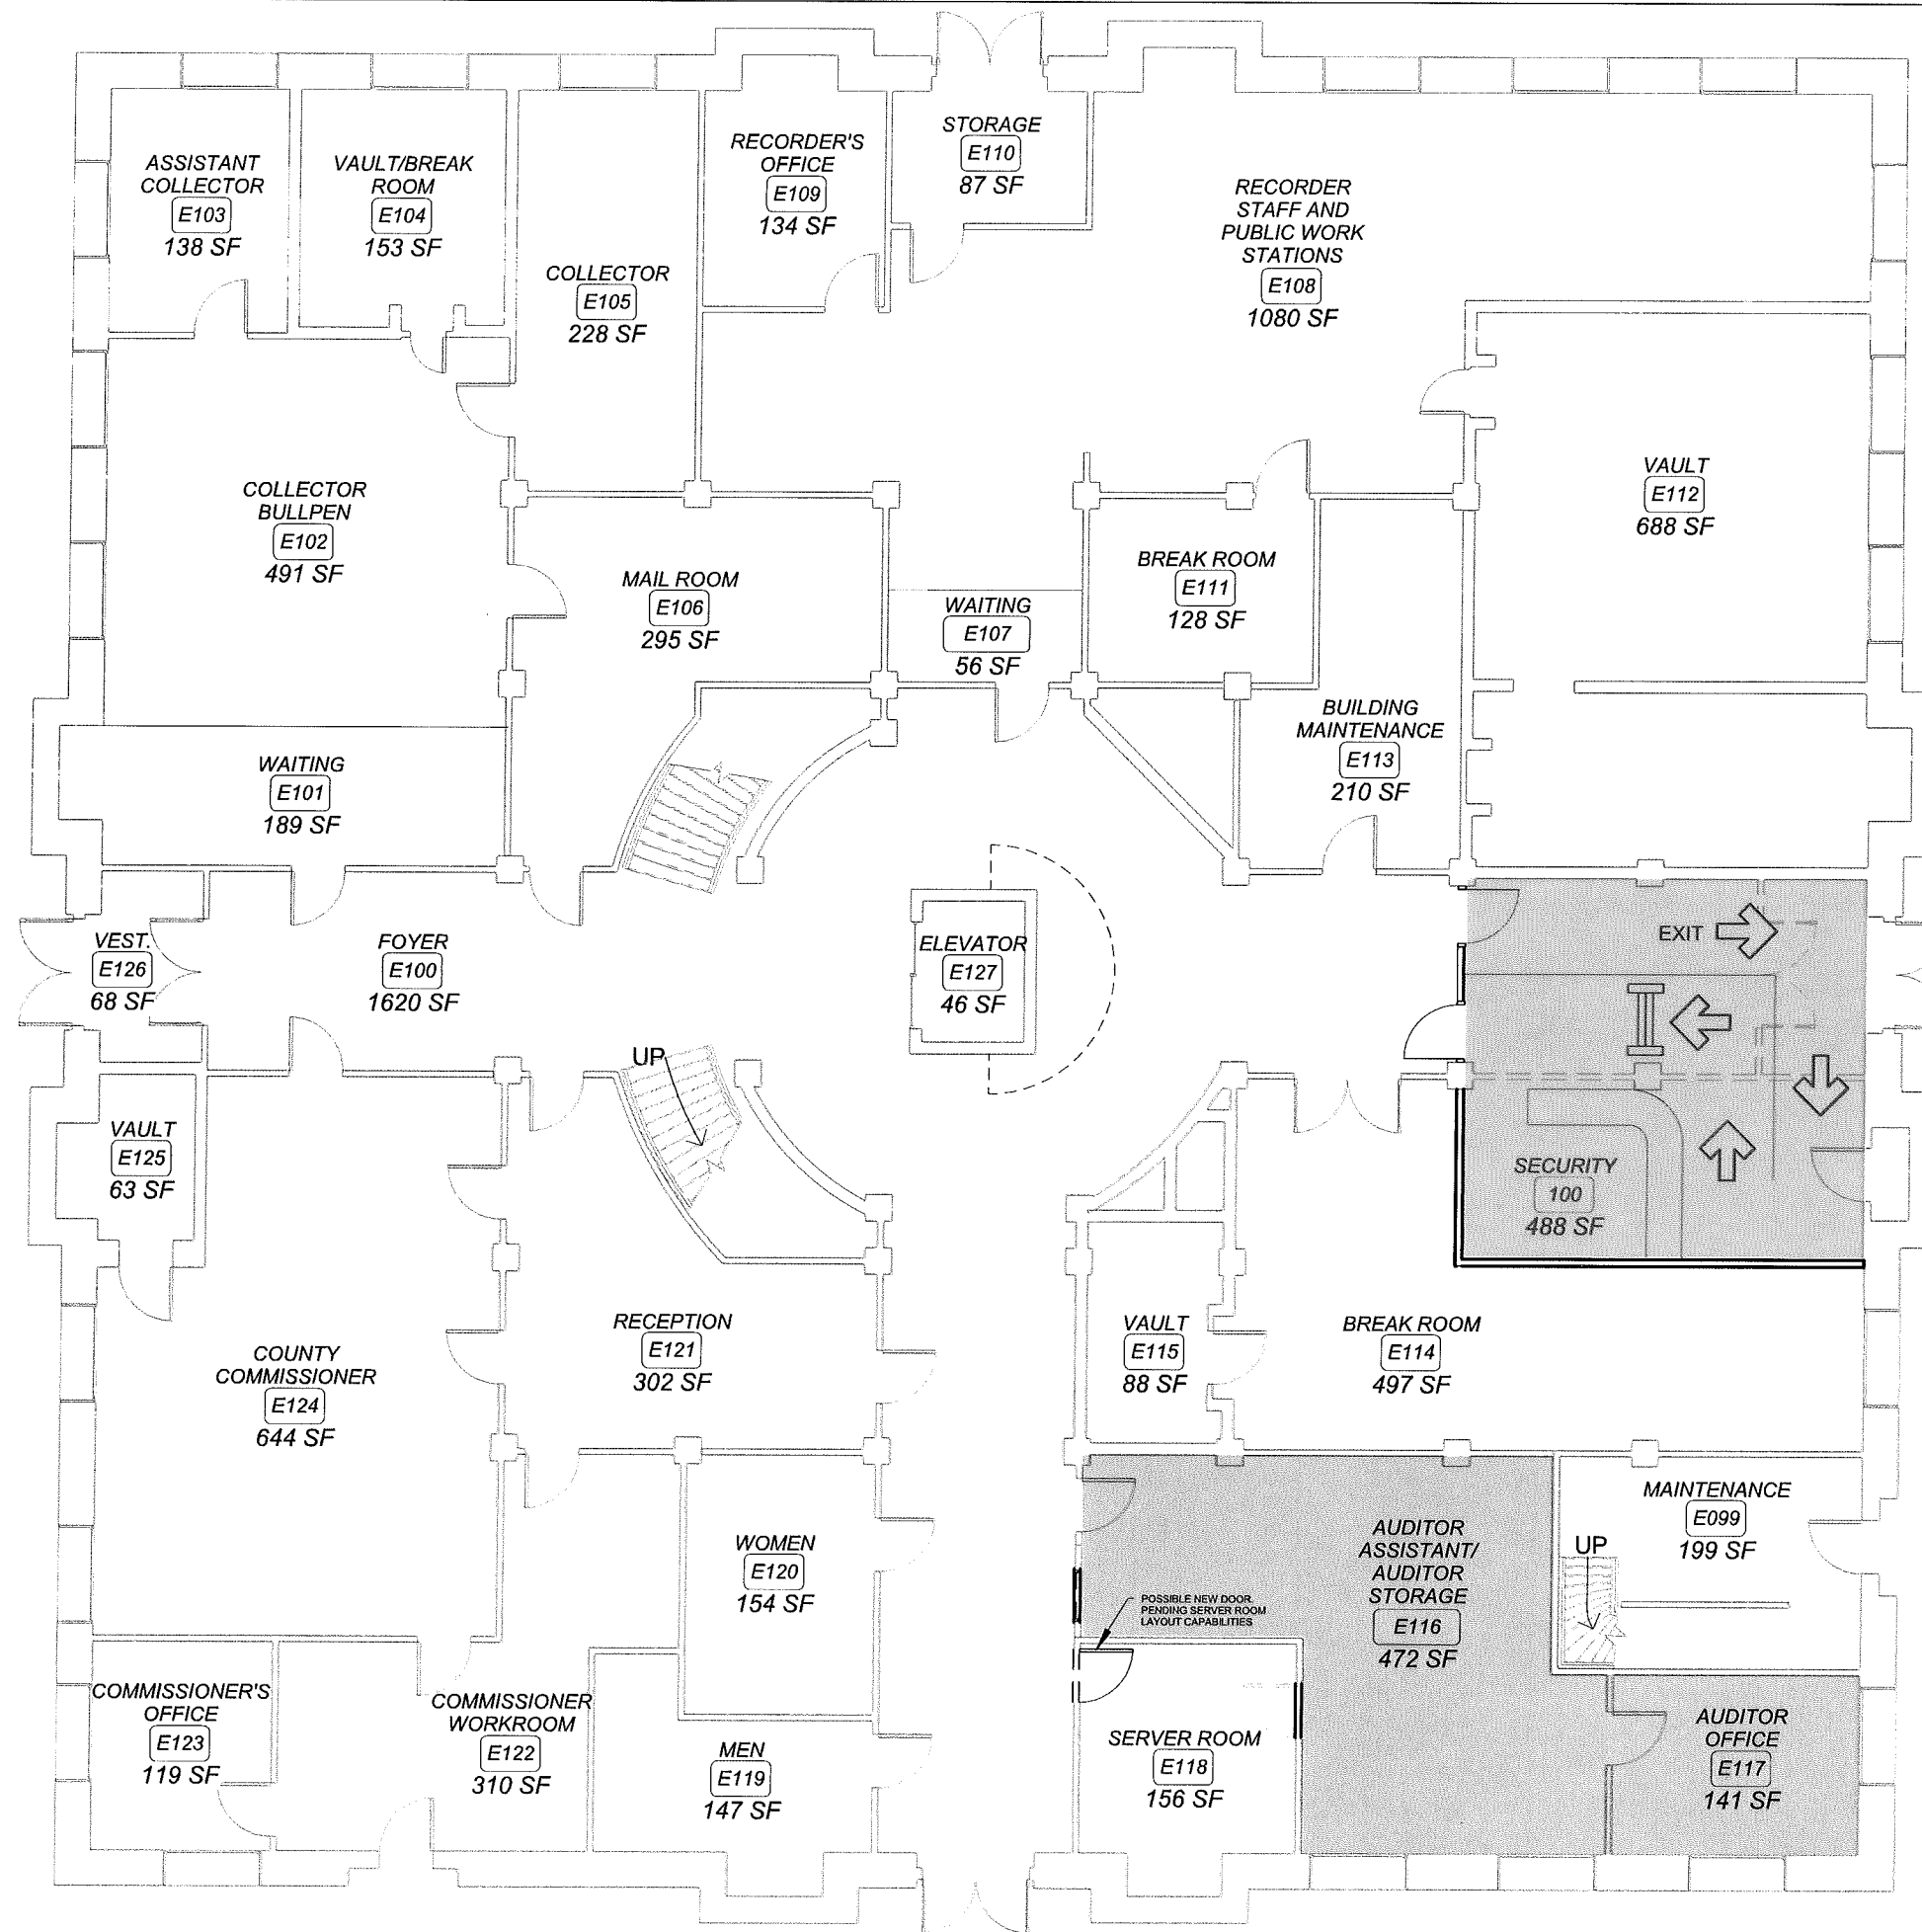 ASSISTANT
COLLECTOR
E103
138 SF
VAULT/BREAK
ROOM
E104
153 SF
COLLECTOR
E105
228 SF
RECORDER'S
OFFICE
E109
134 SF
STORAGE
E110
87 SF
RECORDER
STAFF AND
PUBLIC WORK
STATIONS
E108
1080 SF
COLLECTOR
BULLPEN
E102
491 SF
MAIL ROOM
E106
295 SF
WAITING
E107
56 SF
BREAK ROOM
E111
128 SF
VAULT
E112
688 SF
BUILDING
MAINTENANCE
E113
210 SF
WAITING
E101
189 SF
VEST.
E126
68 SF
FOYER
E100
1620 SF
ELEVATOR
E127
46 SF
EXIT
UP
VAULT
E125
63 SF
SECURITY
100
488 SF
COUNTY
COMMISSIONER
E124
644 SF
RECEPTION
E121
302 SF
VAULT
E115
88 SF
BREAK ROOM
E114
497 SF
WOMEN
E120
154 SF
AUDITOR
ASSISTANT/
AUDITOR
STORAGE
E116
472 SF
MAINTENANCE
E099
199 SF
UP
POSSIBLE NEW DOOR
PENDING SERVER ROOM
LAYOUT CAPABILITIES
COMMISSIONER'S
OFFICE
E123
119 SF
COMMISSIONER
WORKROOM
E122
310 SF
MEN
E119
147 SF
SERVER ROOM
E118
156 SF
AUDITOR
OFFICE
E117
141 SF